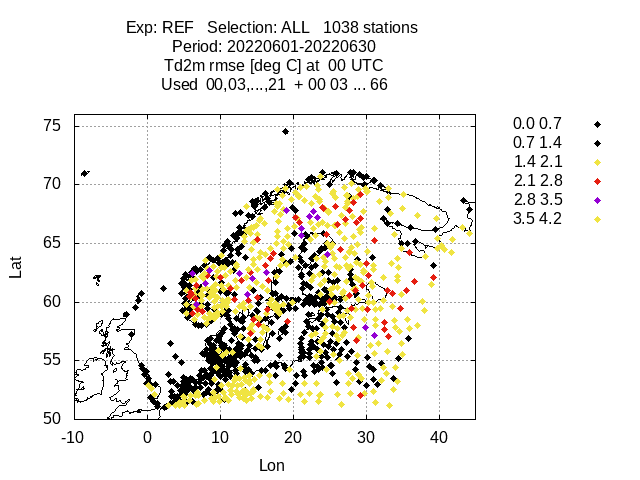 Exp: REF   Selection: ALL   1038 stations
Period: 20220601-20220630
Td2m rmse [deg C] at  00 UTC
Used  00,03,...,21  + 00 03 ... 66
75
70
65
60
55
50
-10 0 10 20 30 40
Lat
Lon
0.0 0.7
0.7 1.4
1.4 2.1
2.1 2.8
2.8 3.5
3.5 4.2